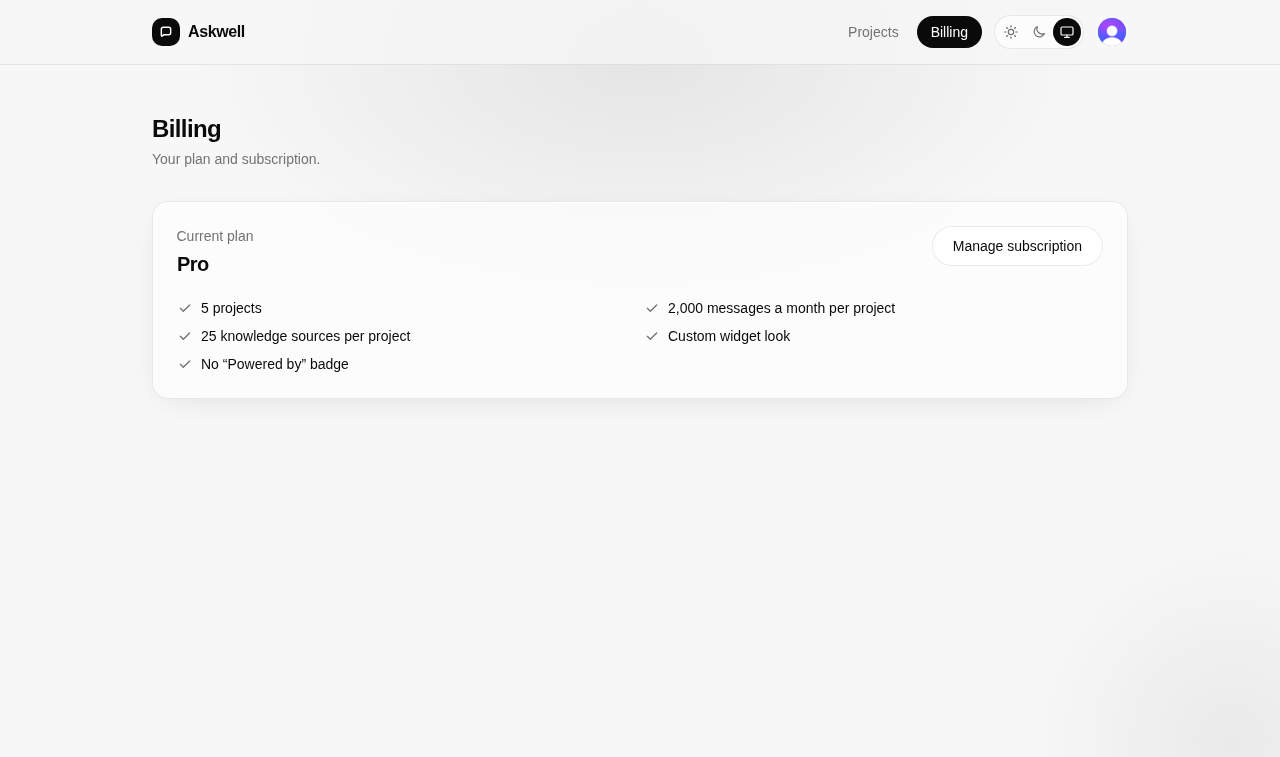 Askwell
Projects
Billing
Billing
Your plan and subscription.
Current plan
Pro
Manage subscription
5 projects
2,000 messages a month per project
25 knowledge sources per project
Custom widget look
No “Powered by” badge